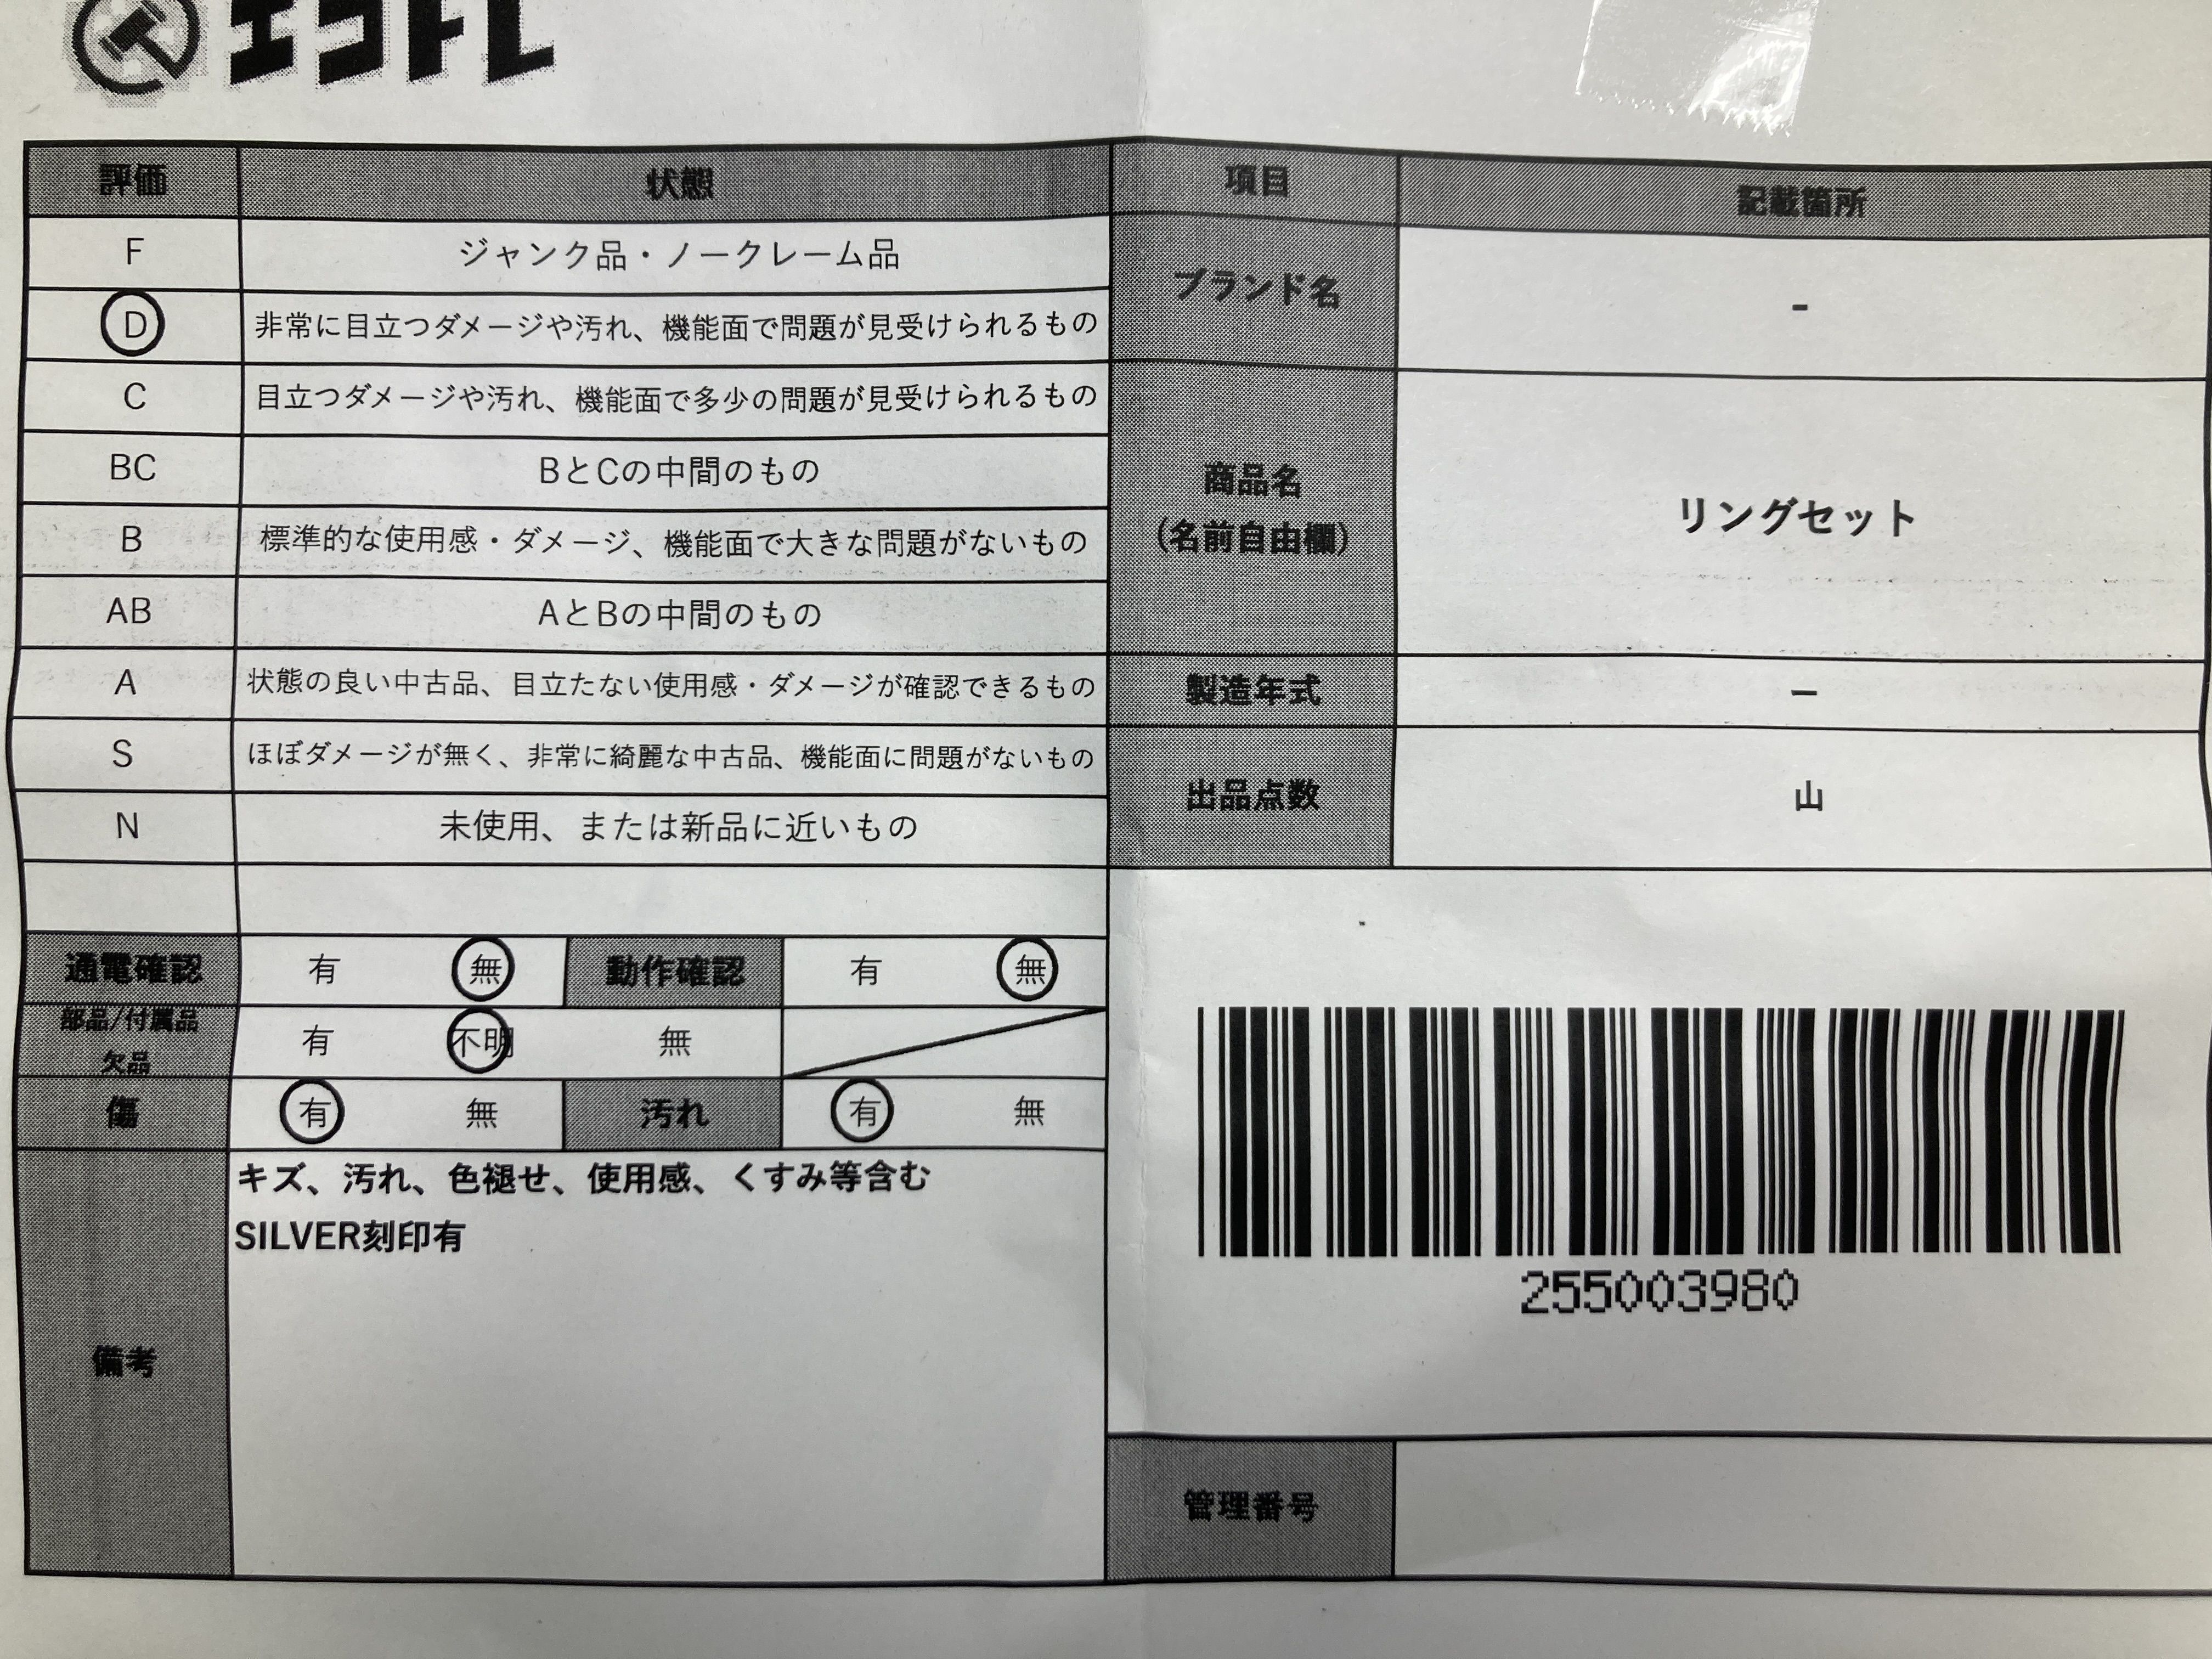 エコトレ
評価 状態 項目 記載箇所
F ジャンク品・ノークレーム品
D 非常に目立つダメージや汚れ、機能面で問題が見受けられるもの
ブランド名 -
C 目立つダメージや汚れ、機能面で多少の問題が見受けられるもの
BC BとCの中間のもの
商品名
(名前自由欄)
リングセット
B 標準的な使用感・ダメージ、機能面で大きな問題がないもの
AB AとBの中間のもの
A 状態の良い中古品、目立たない使用感・ダメージが確認できるもの
製造年式 ー
S ほぼダメージが無く、非常に綺麗な中古品、機能面に問題がないもの
出品点数 山
N 未使用、または新品に近いもの
通電確認 有 無 動作確認 有 無
部品/付属品
欠品
有 不明 無
傷 有 無 汚れ 有 無
備考
キズ、汚れ、色褪せ、使用感、くすみ等含む
SILVER刻印有
255003980
管理番号